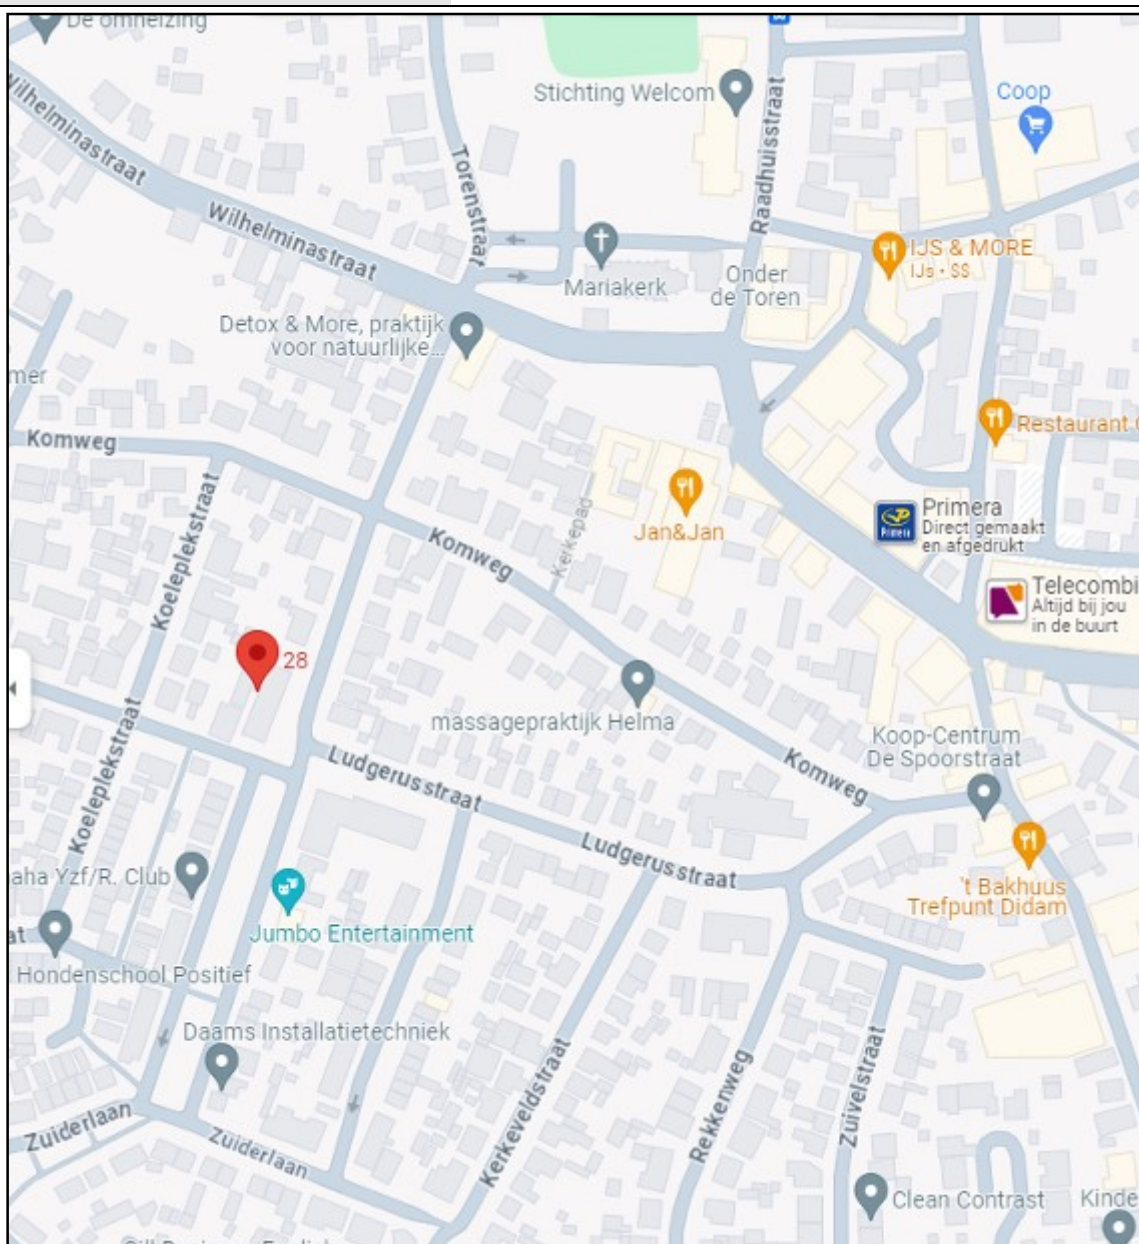 De omheizing
Stichting Welcom
Coop
Wilhelminastraat
Torenstraat
Raadhuisstraat
Wilhelminastraat
IJS & MORE
IJs • $$
Mariakerk
Onder
de Toren
Detox & More, praktijk
voor natuurlijke...
mer
Komweg
Restaurant
Koeleplekstraat
Kerkepad
Jan&Jan
Primera
Direct gemaakt
en afgedrukt
Primera
Komweg
Telecombi
Altijd bij jou
in de buurt
28
massagepraktijk Helma
Koop-Centrum
De Spoorstraat
Koeleplekstraat
Ludgerusstraat
Komweg
Ludgerusstraat
aha Yzf/R. Club
't Bakhuus
Trefpunt Didam
at
Jumbo Entertainment
Hondenschool Positief
Daams Installatietechniek
Kerkeveldstraat
Rekkenweg
Zuivelstraat
Zuiderlaan
Zuiderlaan
Clean Contrast
Kinde